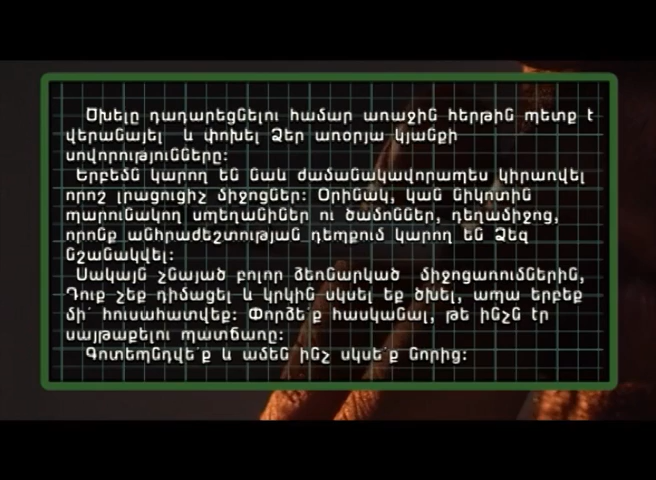 Ծխելը դադարեցնելու համար առաջին հերթին պետք է
վերանայել և փոխել Ձեր առօրյա կյանքի
սովորությունները:
Երբեմն կարող են նաև ժամանակավորապես կիրառվել
որոշ լրացուցիչ միջոցներ: Օրինակ, կան նիկոտին
պարունակող սպեղանիներ ու ծամոններ, դեղամիջոց,
որոնք անհրաժեշտության դեպքում կարող են Ձեզ
նշանակվել:
Սակայն չնայած բոլոր ձեռնարկած միջոցառումներին,
Դուք չեք դիմացել և կրկին սկսել եք ծխել, ապա երբեք
մի՛ հուսահատվեք: Փորձե՛ք հասկանալ, թե ինչն էր
սայթաքելու պատճառը:
Գոտեպնդվե՛ք և ամեն ինչ սկսե՛ք նորից: